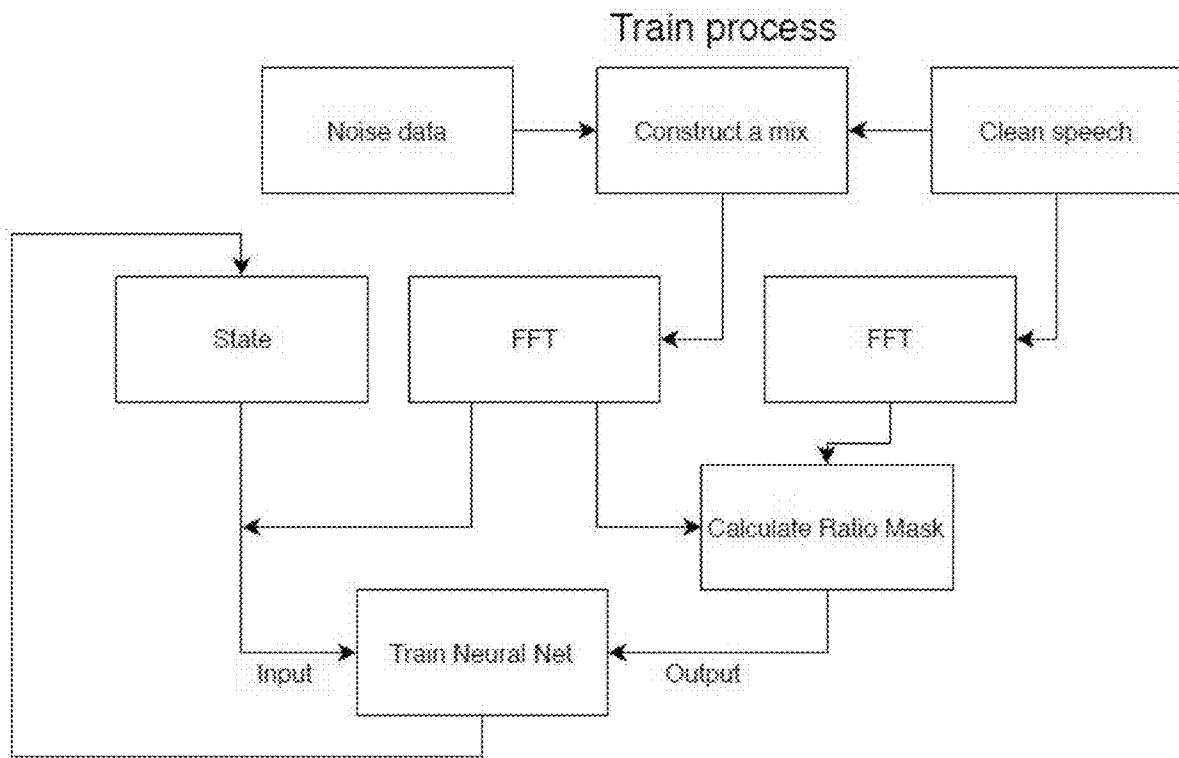 Train process
Noise data
Construct a mix
Clean speech
State
FFT
FFT
Calculate Ratio Mask
Train Neural Net
Input
Output